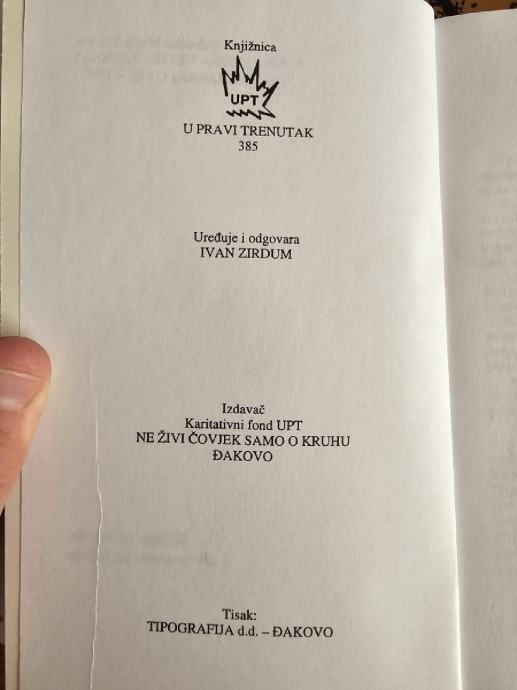 Knjižnica
UPT
U PRAVI TRENUTAK
385
Uređuje i odgovara
IVAN ZIRDUM
Izdavač
Karitativni fond UPT
NE ŽIVI ČOVJEK SAMO O KRUHU
ĐAKOVO
Tisak:
TIPOGRAFIJA d.d. – ĐAKOVO